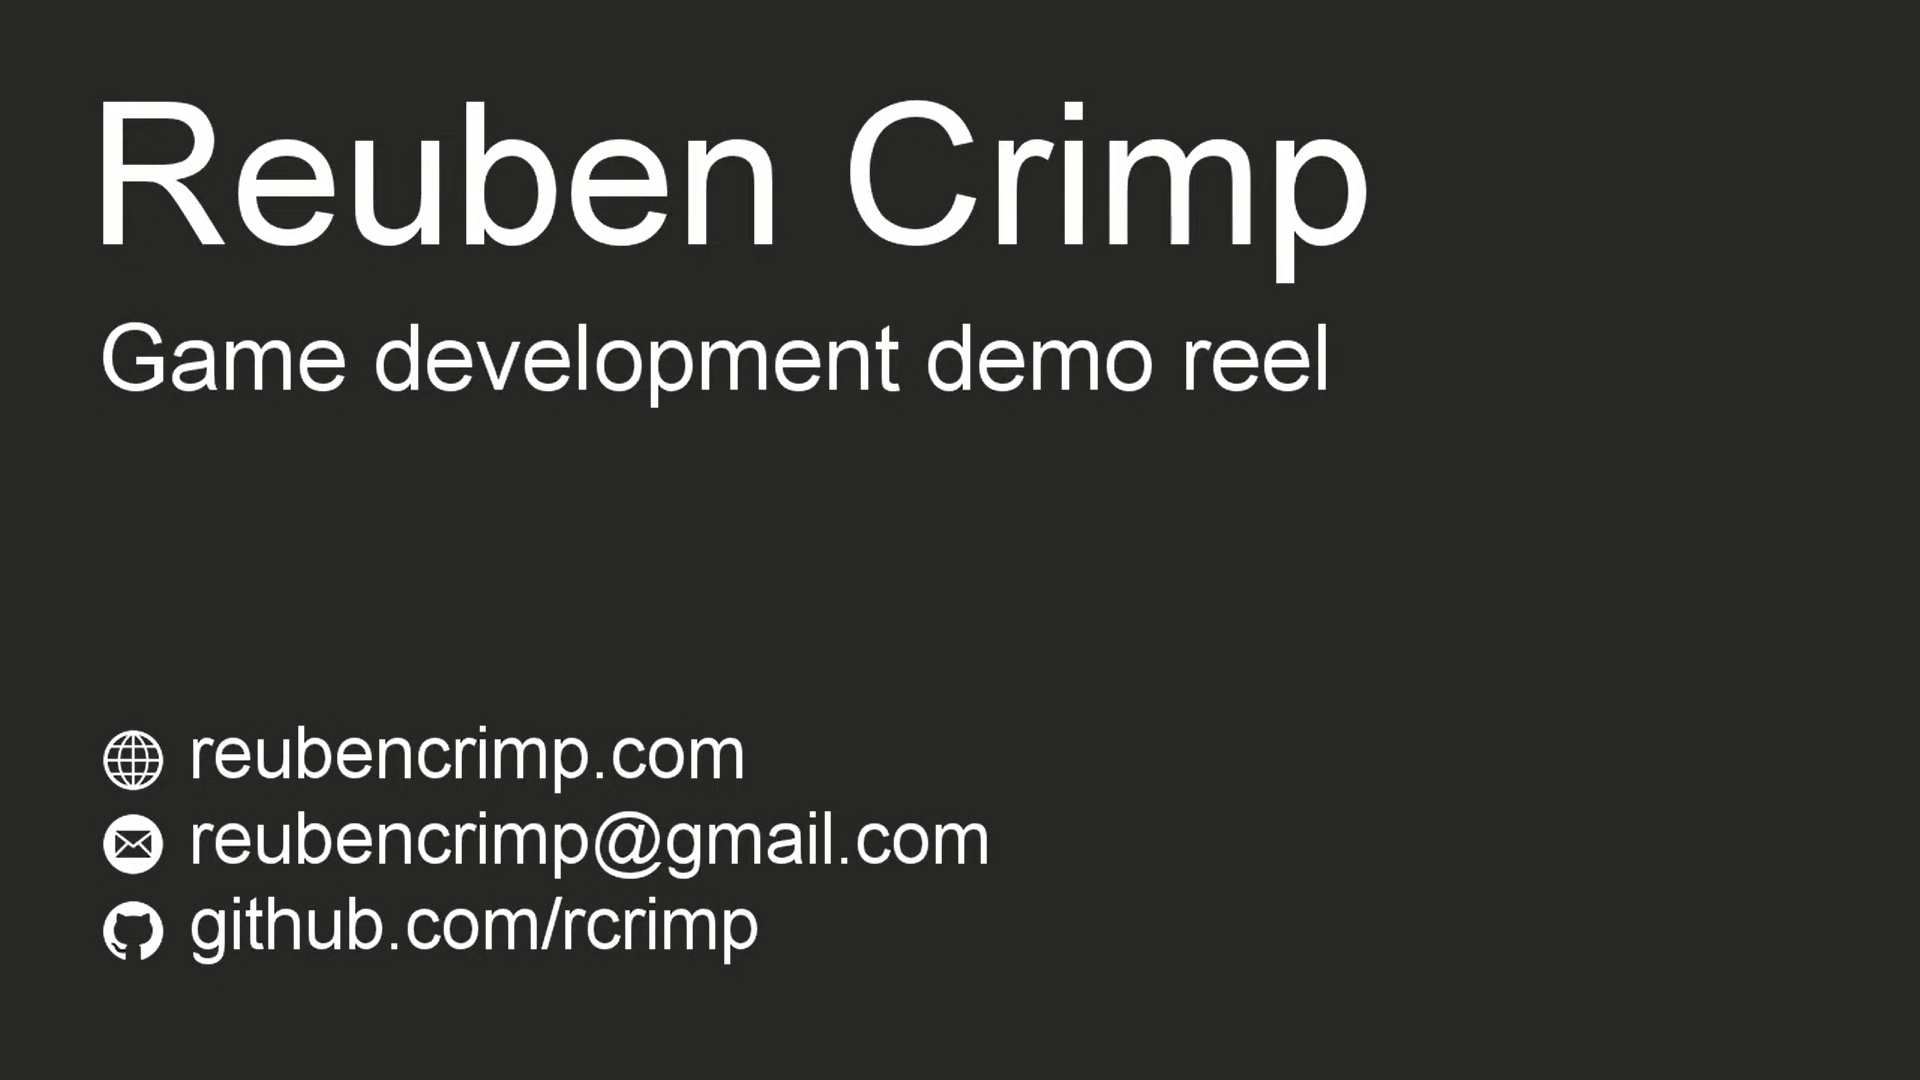 Reuben Crimp
Game development demo reel
reubencrimp.com
reubencrimp@gmail.com
github.com/rcrimp